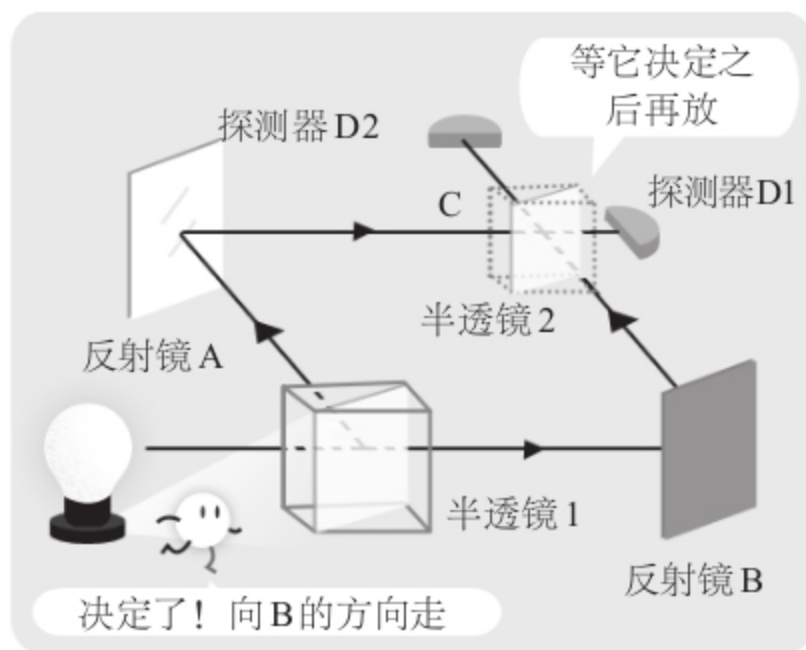 等它决定之
后再放
探测器D2
探测器D1
C
半透镜2
反射镜A
半透镜1
反射镜B
决定了！向B的方向走